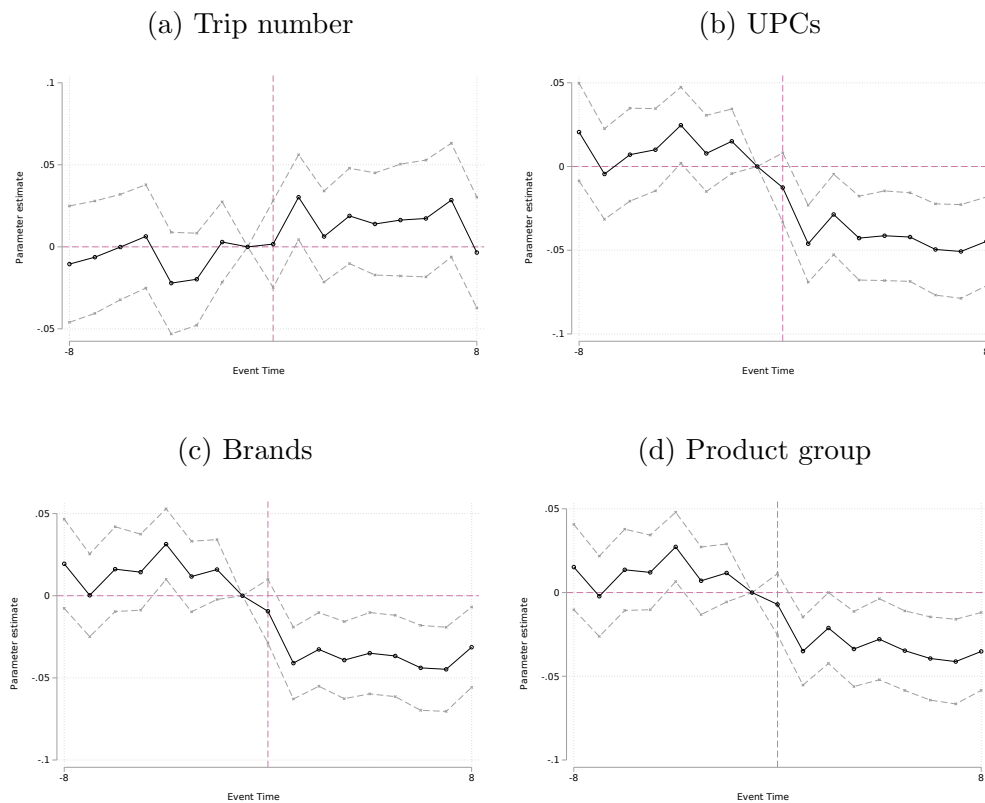 (a) Trip number
(b) UPCs
.1
.05
0
-.05
Parameter estimate
-8
8
Event Time
.05
0
-.05
-.1
Parameter estimate
-8
8
Event Time
(c) Brands
(d) Product group
.05
0
-.05
-.1
Parameter estimate
-8
8
Event Time
.05
0
-.05
-.1
Parameter estimate
-8
8
Event Time